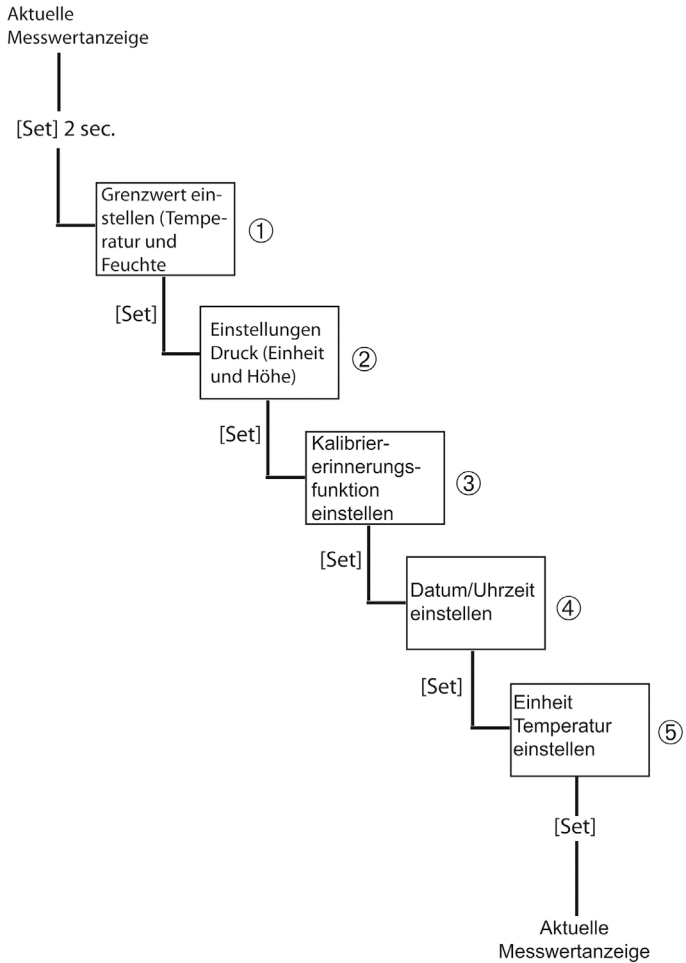 Aktuelle
Messwertanzeige
[Set] 2 sec.
Grenzwert ein-
stellen (Tempe-
ratur und
Feuchte
①
[Set]
Einstellungen
Druck (Einheit
und Höhe)
②
[Set]
Kalibrier-
erinnerungs-
funktion
einstellen
③
[Set]
Datum/Uhrzeit
einstellen
④
[Set]
Einheit
Temperatur
einstellen
⑤
[Set]
Aktuelle
Messwertanzeige